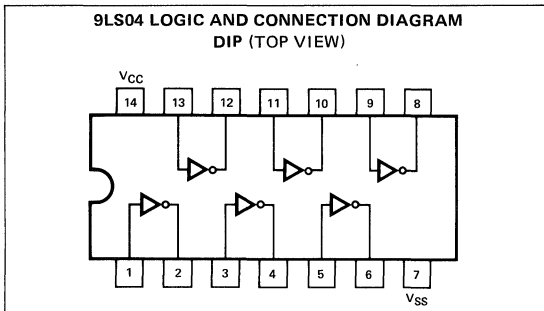 9LS04 LOGIC AND CONNECTION DIAGRAM
DIP (TOP VIEW)
VCC
14 13 12 11 10 9 8
1 2 3 4 5 6 7
VSS